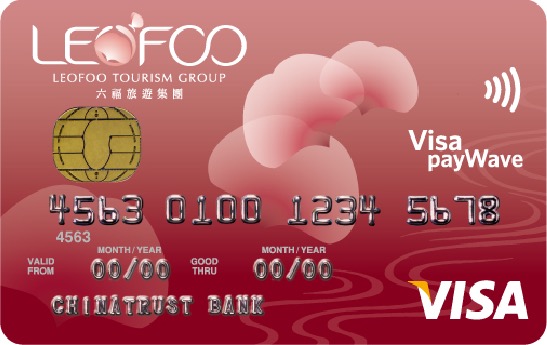 LEOFOO
LEOFOO TOURISM GROUP
六福旅遊集團
Visa
payWave
4563 0100 1234 5678
4563
MONTH/YEAR MONTH/YEAR
VALID FROM 00/00 GOOD THRU 00/00
CHINATRUST BANK
VISA